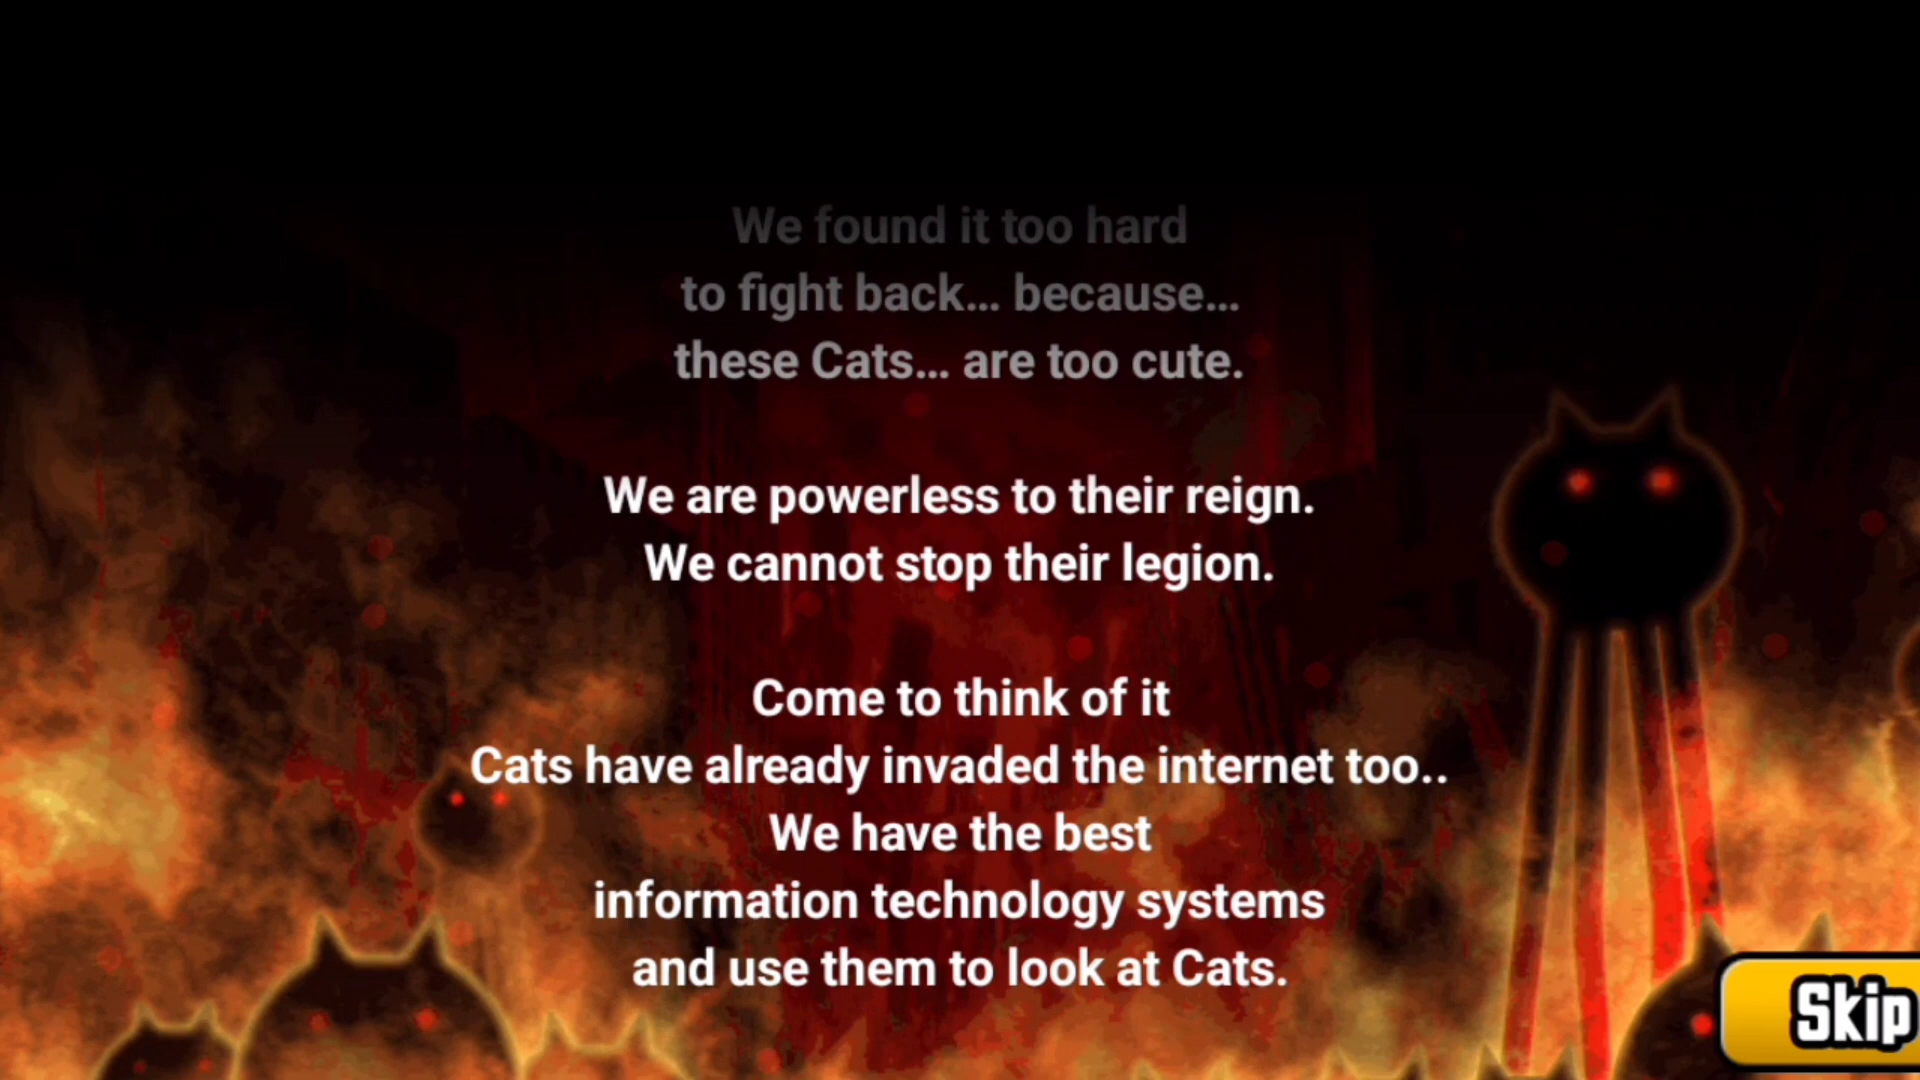 We found it too hard
to fight back... because...
these Cats... are too cute.
We are powerless to their reign.
We cannot stop their legion.
Come to think of it
Cats have already invaded the internet too..
We have the best
information technology systems
and use them to look at Cats.
Skip